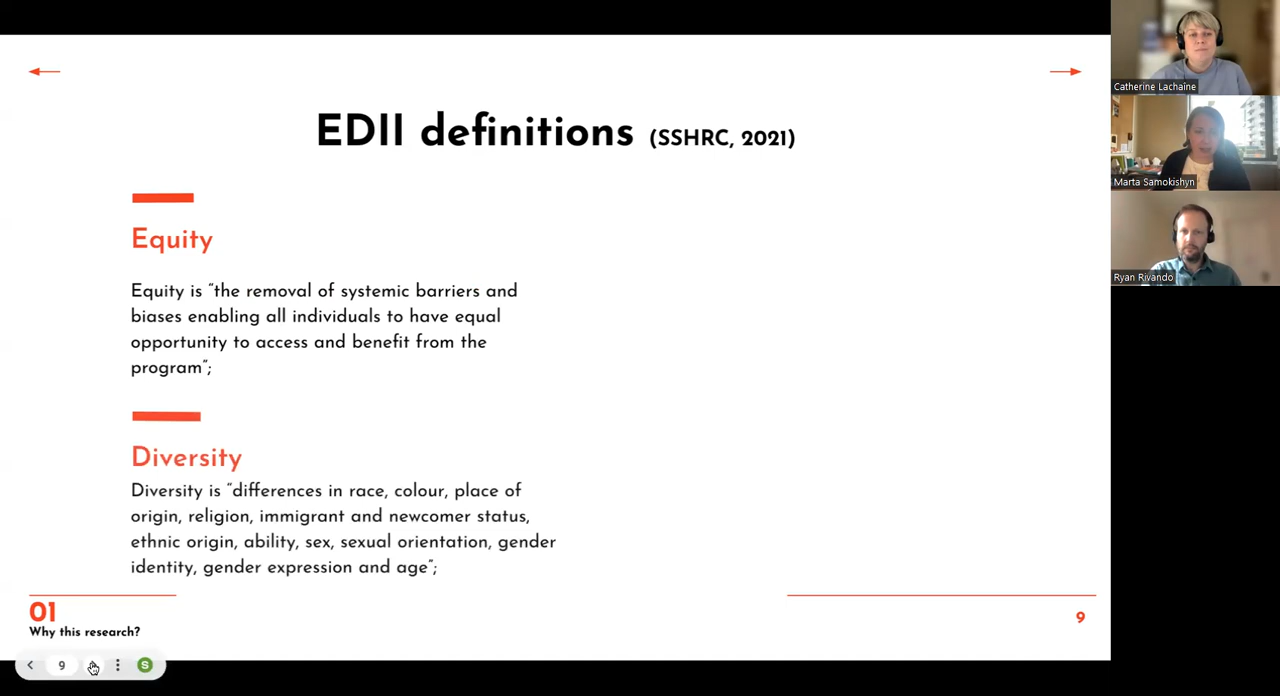 EDII definitions (SSHRC, 2021)
Equity
Equity is “the removal of systemic barriers and
biases enabling all individuals to have equal
opportunity to access and benefit from the
program”;
Diversity
Diversity is “differences in race, colour, place of
origin, religion, immigrant and newcomer status,
ethnic origin, ability, sex, sexual orientation, gender
identity, gender expression and age”;
01
Why this research?
9
9
S
Catherine Lachaine
Marta Samokishyn
Ryan Rivando